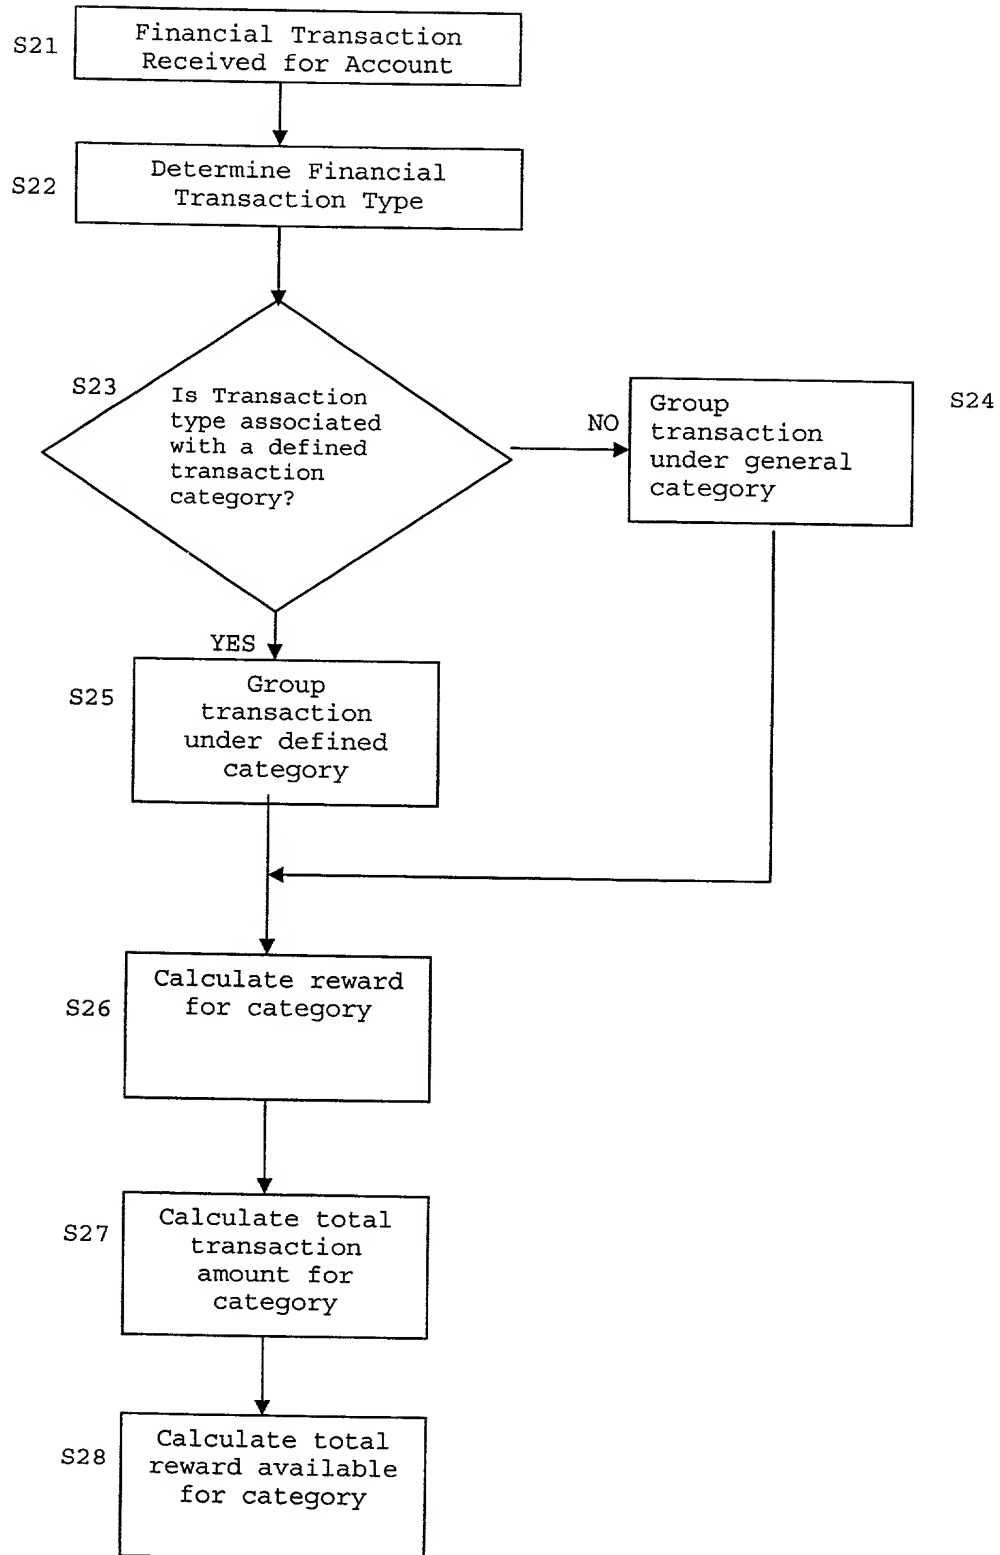 S21
Financial Transaction
Received for Account
S22
Determine Financial
Transaction Type
S23
Is Transaction
type associated
with a defined
transaction
category?
NO
Group
transaction
under general
category
S24
YES
S25
Group
transaction
under defined
category
S26
Calculate reward
for category
S27
Calculate total
transaction
amount for
category
S28
Calculate total
reward available
for category